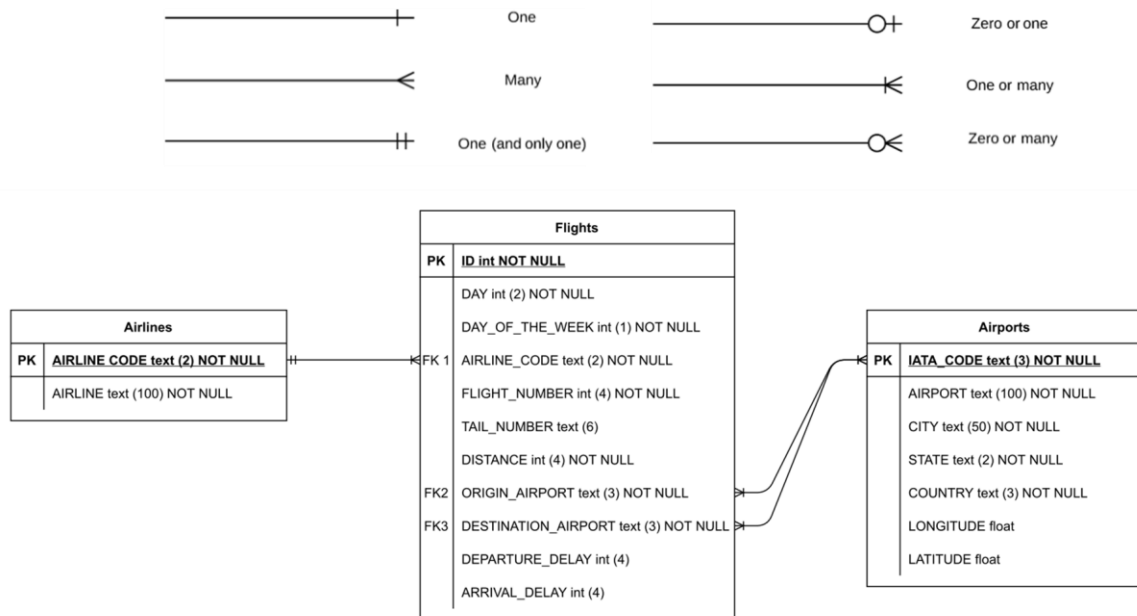 One
Zero or one
Many
One or many
One (and only one)
Zero or many
Flights
PK ID int NOT NULL
DAY int (2) NOT NULL
DAY_OF_THE_WEEK int (1) NOT NULL
FK 1 AIRLINE_CODE text (2) NOT NULL
FLIGHT_NUMBER int (4) NOT NULL
TAIL_NUMBER text (6)
DISTANCE int (4) NOT NULL
FK2 ORIGIN_AIRPORT text (3) NOT NULL
FK3 DESTINATION_AIRPORT text (3) NOT NULL
DEPARTURE_DELAY int (4)
ARRIVAL_DELAY int (4)
Airlines
PK AIRLINE CODE text (2) NOT NULL
AIRLINE text (100) NOT NULL
Airports
PK IATA_CODE text (3) NOT NULL
AIRPORT text (100) NOT NULL
CITY text (50) NOT NULL
STATE text (2) NOT NULL
COUNTRY text (3) NOT NULL
LONGITUDE float
LATITUDE float